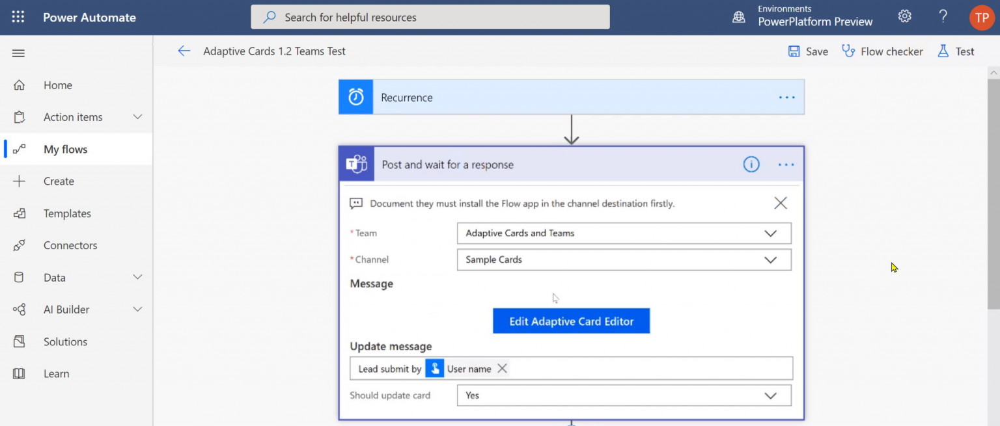 Power Automate
Search for helpful resources
Environments
PowerPlatform Preview
?
TP
Adaptive Cards 1.2 Teams Test
Save
Flow checker
Test
Home
Action items
My flows
Create
Templates
Connectors
Data
AI Builder
Solutions
Learn
Recurrence
...
T
Post and wait for a response
...
Document they must install the Flow app in the channel destination firstly.
*Team
Adaptive Cards and Teams
*Channel
Sample Cards
Message
Edit Adaptive Card Editor
Update message
Lead submit by User name
Should update card
Yes